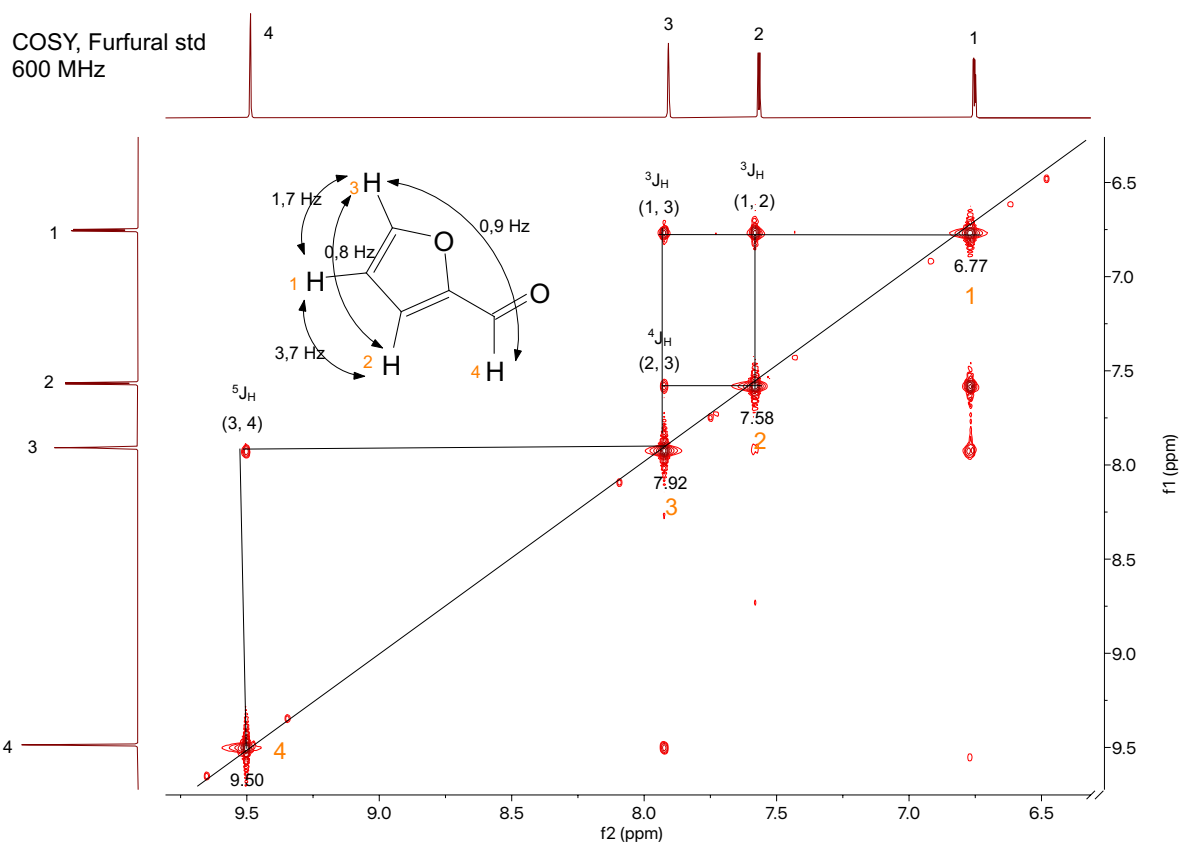 COSY, Furfural std
600 MHz
4
3
2
1
1
2
3
4
3 H
1,7 Hz
0,9 Hz
0,8 Hz
O
1 H
O
3,7 Hz
H
2
4 H
³J_H
(1, 3)
³J_H
(1, 2)
⁴J_H
(2, 3)
⁵J_H
(3, 4)
6.77
1
7.58
2
7.92
3
9.50
4
6.5
7.0
7.5
8.0
8.5
9.0
9.5
f1 (ppm)
9.5
9.0
8.5
8.0
7.5
7.0
6.5
f2 (ppm)